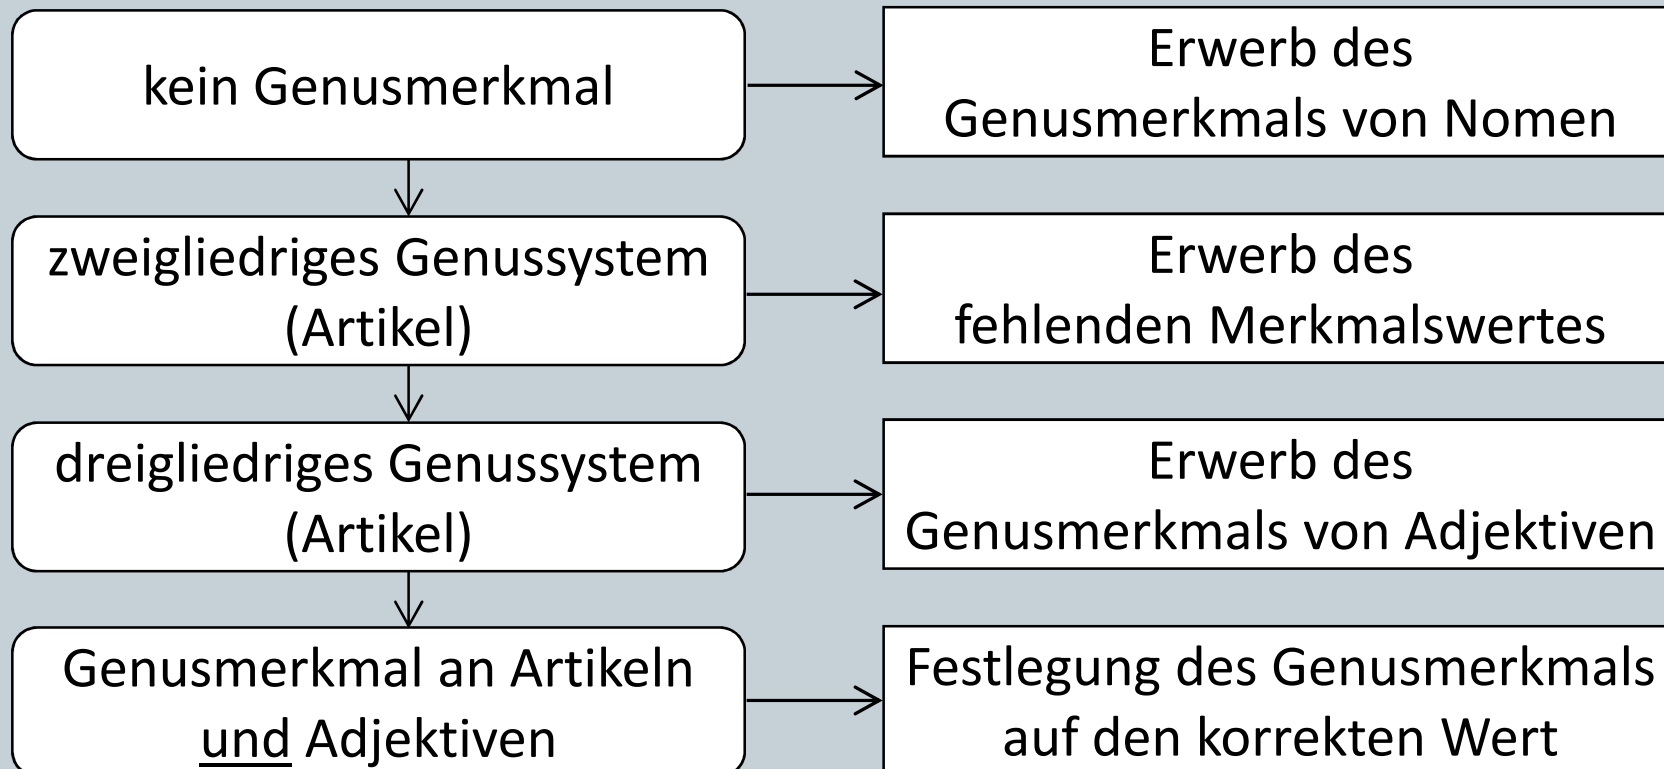 kein Genusmerkmal
Erwerb des
Genusmerkmals von Nomen
zweigliedriges Genussystem
(Artikel)
Erwerb des
fehlenden Merkmalswertes
dreigliedriges Genussystem
(Artikel)
Erwerb des
Genusmerkmals von Adjektiven
Genusmerkmal an Artikeln
und Adjektiven
Festlegung des Genusmerkmals
auf den korrekten Wert